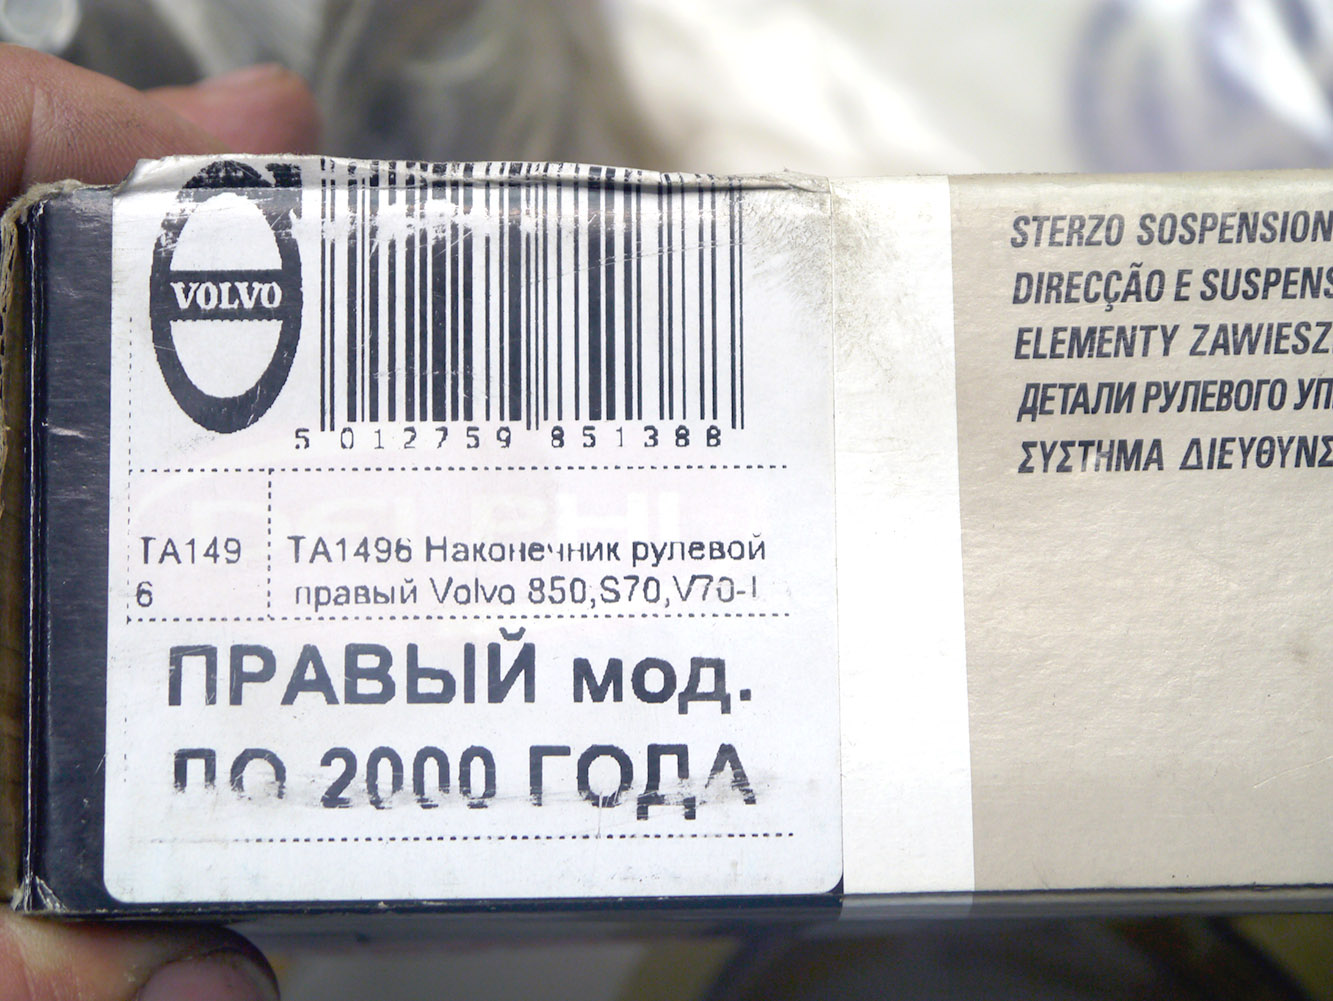 VOLVO
5 012759 851388
TA149
6
TA1496 Наконечник рулевой
правый Volvo 850,S70,V70-I
ПРАВЫЙ мод.
ДО 2000 ГОДА
STERZO SOSPENSION
DIRECÇÃO E SUSPENS
ELEMENTY ZAWIESZ
ДЕТАЛИ РУЛЕВОГО УП
ΣΥΣΤΗΜΑ ΔΙΕΥΘΥΝΣ